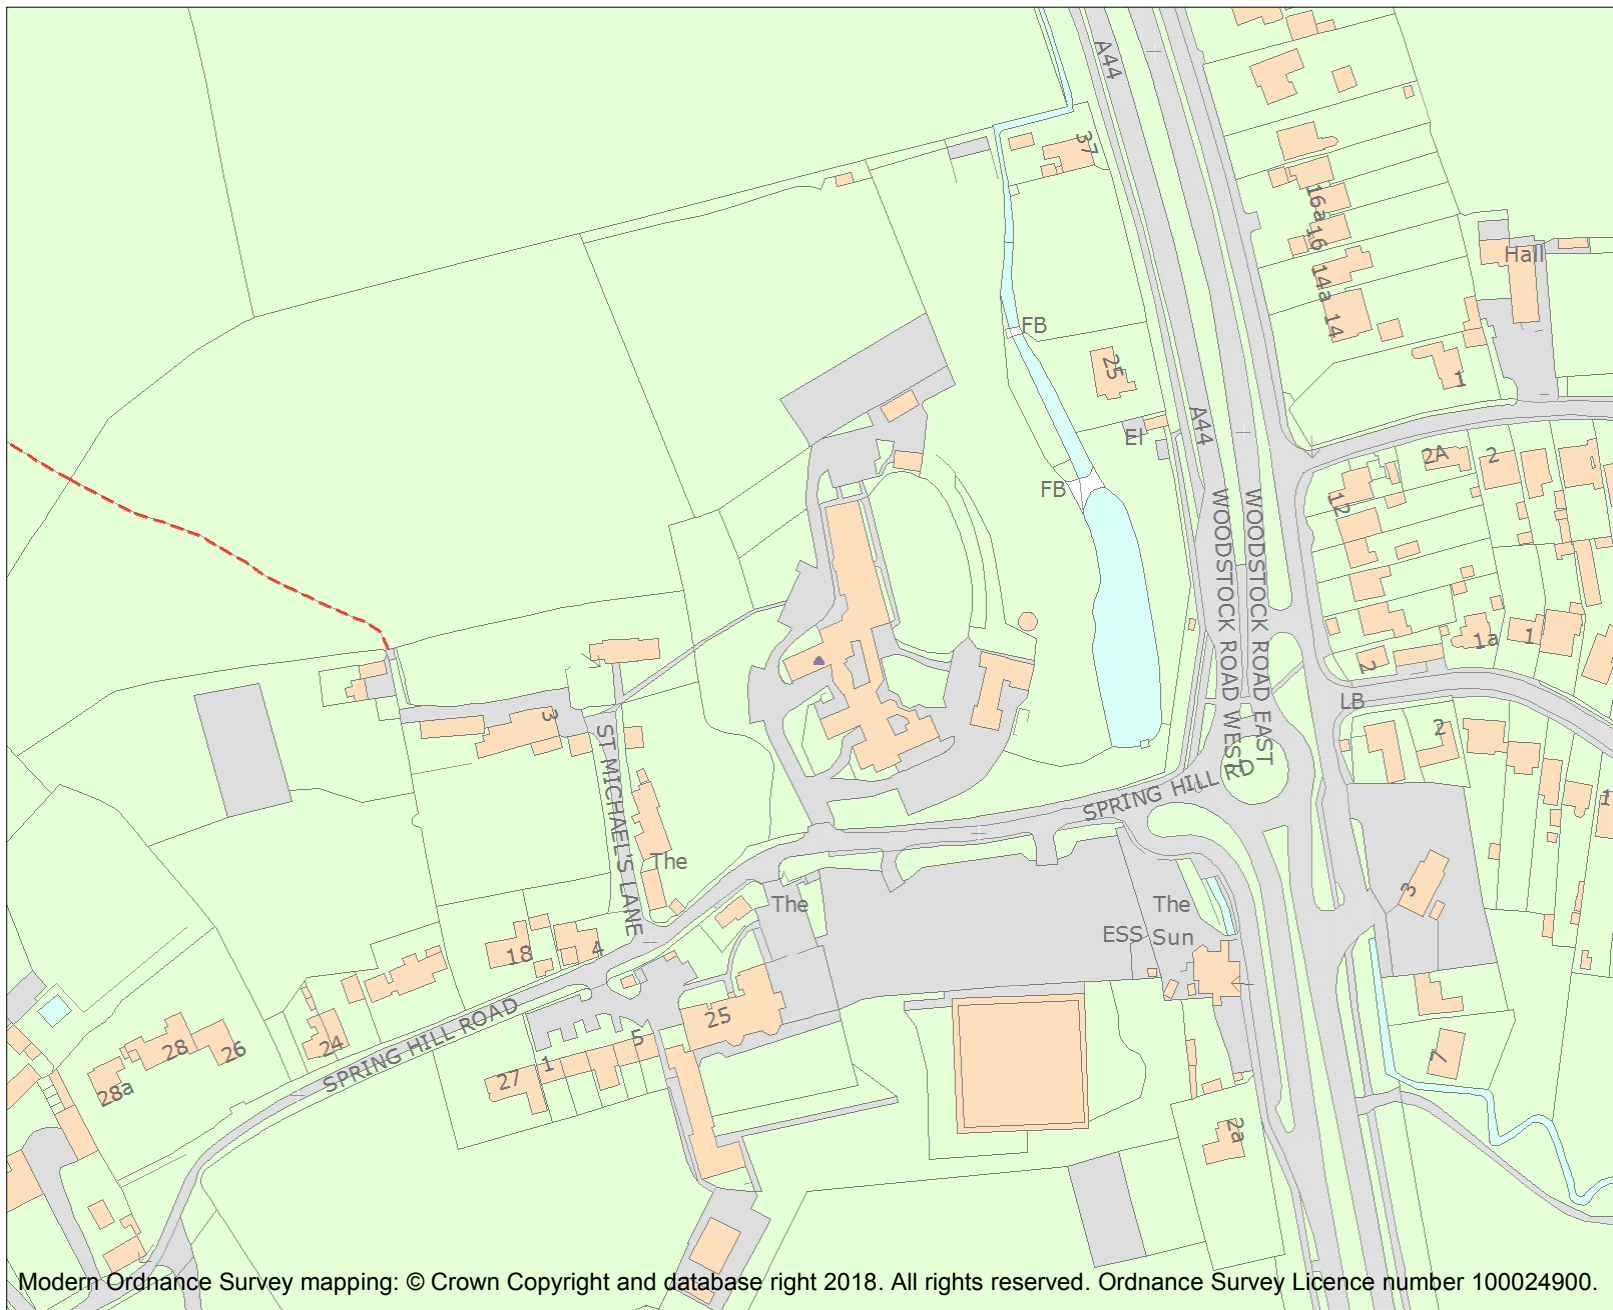 A44
37
16a
16
Hall
14a
14
FB
25
1
A44
El
2A
2
FB
12
WOODSTOCK ROAD WEST
WOODSTOCK ROAD EAST
1a
1
2
LB
3
2
ST MICHAEL'S LANE
SPRING HILL RD
1
The
3
The
The
ESS
Sun
18
4
25
SPRING HILL ROAD
5
28
26
24
1
27
28a
7
2a
Modern Ordnance Survey mapping: © Crown Copyright and database right 2018. All rights reserved. Ordnance Survey Licence number 100024900.